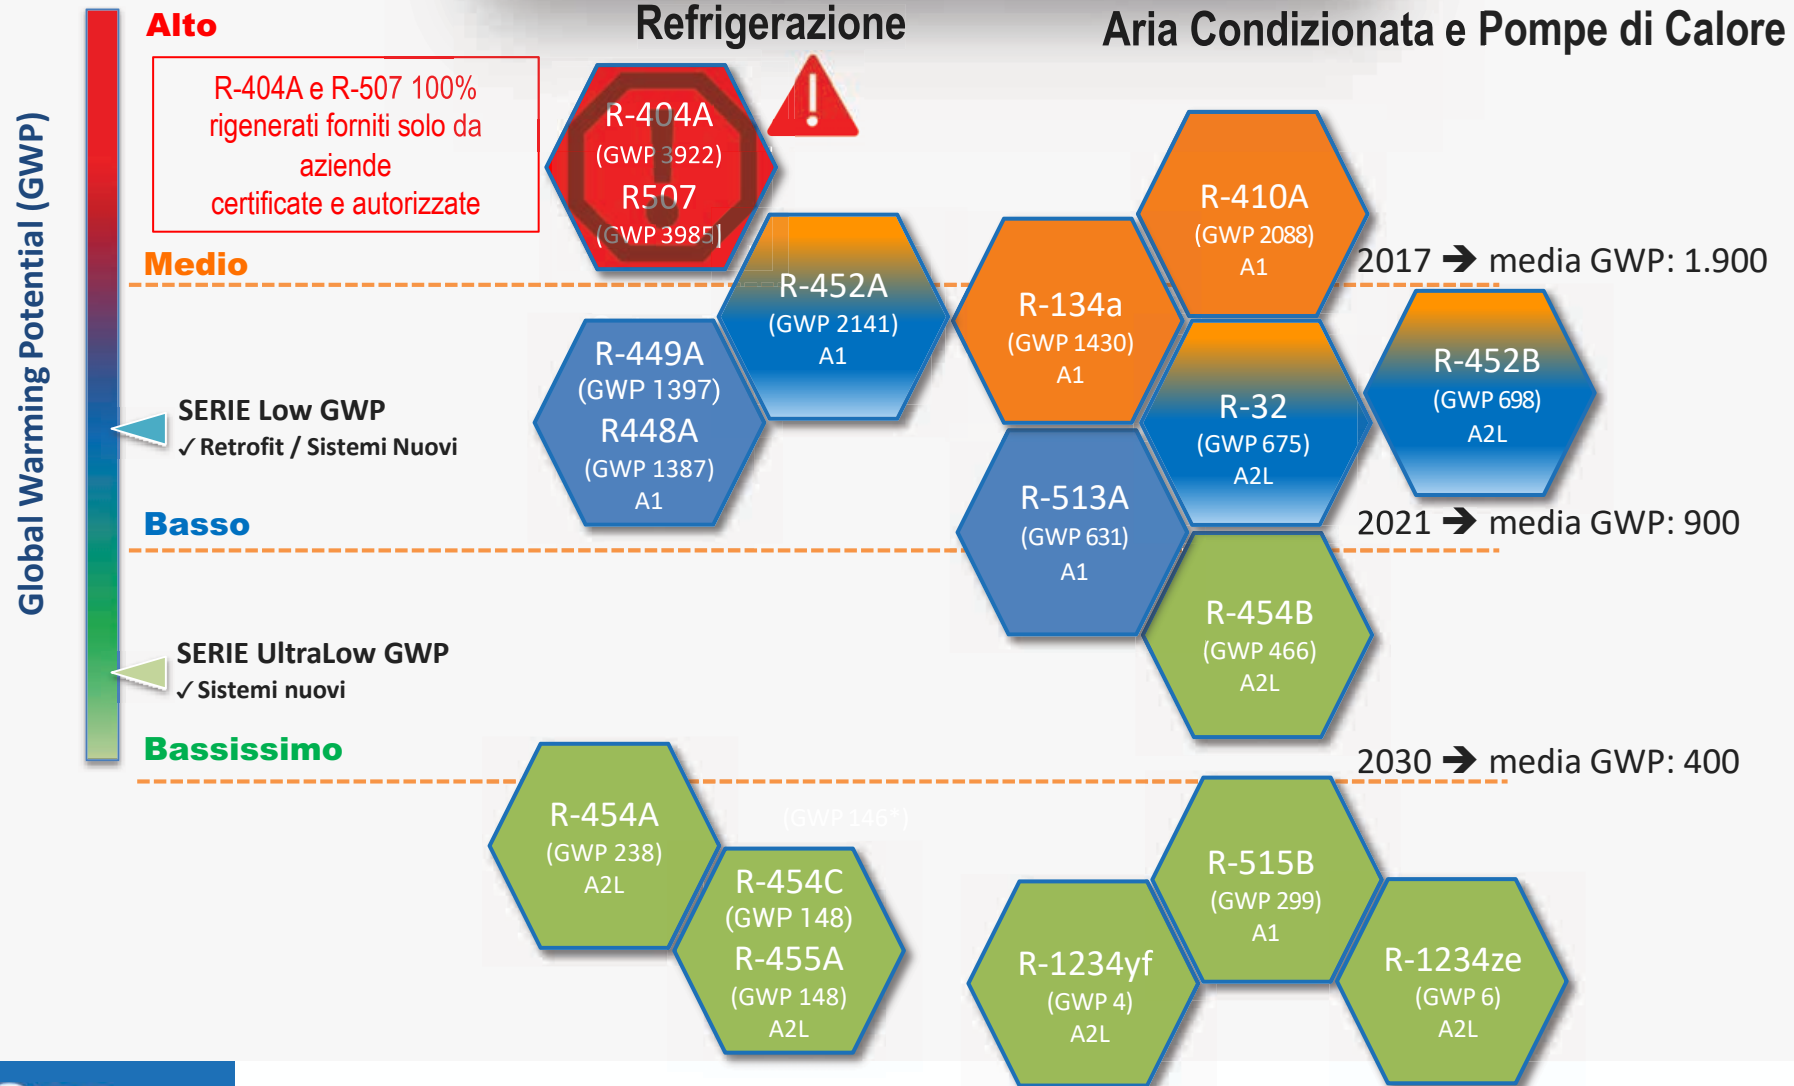 Alto
Refrigerazione
Aria Condizionata e Pompe di Calore
R-404A e R-507 100%
rigenerati forniti solo da
aziende
certificate e autorizzate
R-404A
(GWP 3922)
R507
(GWP 3985]
R-410A
(GWP 2088)
A1
Global Warming Potential (GWP)
Medio
2017 ➔ media GWP: 1.900
R-452A
(GWP 2141)
A1
R-134a
(GWP 1430)
A1
R-449A
(GWP 1397)
R448A
(GWP 1387)
A1
R-32
(GWP 675)
A2L
R-452B
(GWP 698)
A2L
SERIE Low GWP
✓ Retrofit / Sistemi Nuovi
R-513A
(GWP 631)
A1
Basso
2021 ➔ media GWP: 900
R-454B
(GWP 466)
A2L
SERIE UltraLow GWP
✓ Sistemi nuovi
Bassissimo
2030 ➔ media GWP: 400
R-454A
(GWP 238)
A2L
(GWP 146*)
R-454C
(GWP 148)
R-455A
(GWP 148)
A2L
R-515B
(GWP 299)
A1
R-1234yf
(GWP 4)
A2L
R-1234ze
(GWP 6)
A2L